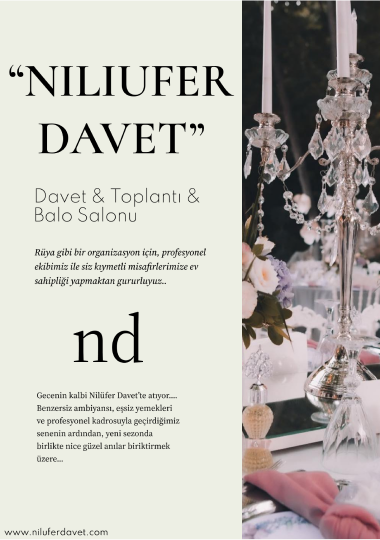 “NILIUFER
DAVET”
Davet & Toplantı &
Balo Salonu
Rüya gibi bir organizasyon için, profesyonel
ekibimiz ile siz kıymetli misafirlerimize ev
sahipliği yapmaktan gururluyuz..
nd
Gecenin kalbi Nilüfer Davet'te atıyor....
Benzersiz ambiyansı, eşsiz yemekleri
ve profesyonel kadrosuyla geçirdiğimiz
senenin ardından, yeni sezonda
birlikte nice güzel anılar biriktirmek
üzere...
www.niluferdavet.com